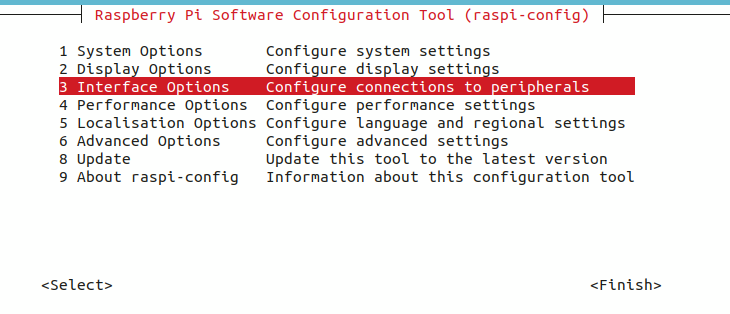 Raspberry Pi Software Configuration Tool (raspi-config)
1 System Options Configure system settings
2 Display Options Configure display settings
3 Interface Options Configure connections to peripherals
4 Performance Options Configure performance settings
5 Localisation Options Configure language and regional settings
6 Advanced Options Configure advanced settings
8 Update Update this tool to the latest version
9 About raspi-config Information about this configuration tool
<Select> <Finish>